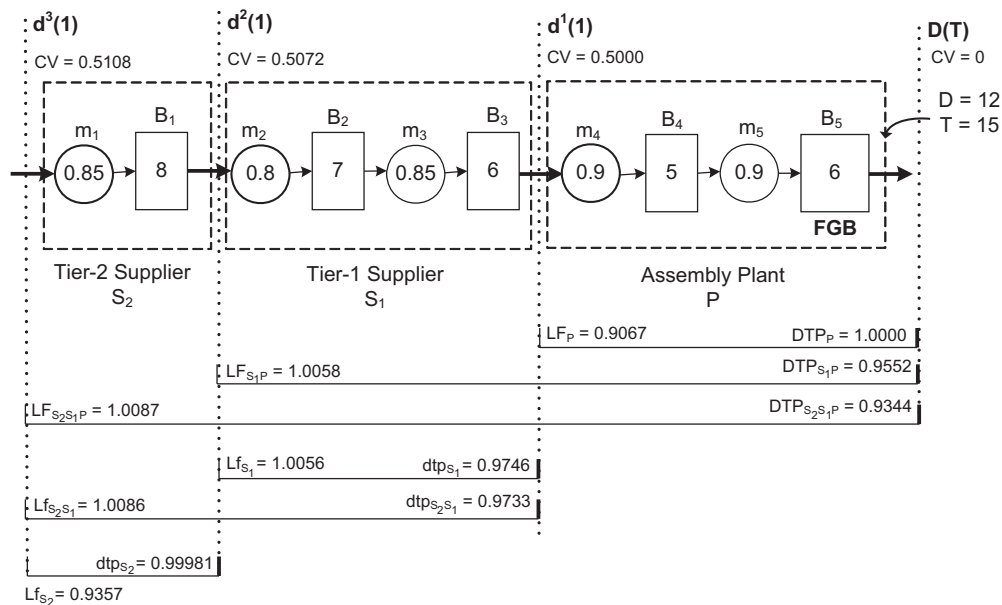 d³(1)
d²(1)
d¹(1)
D(T)
CV = 0.5108
CV = 0.5072
CV = 0.5000
CV = 0
D = 12
T = 15
m₁
B₁
m₂
B₂
m₃
B₃
m₄
B₄
m₅
B₅
0.85
8
0.8
7
0.85
6
0.9
5
0.9
6
FGB
Tier-2 Supplier
S₂
Tier-1 Supplier
S₁
Assembly Plant
P
LF_P = 0.9067
DTP_P = 1.0000
LF_S₁P = 1.0058
DTP_S₁P = 0.9552
LF_S₂S₁P = 1.0087
DTP_S₂S₁P = 0.9344
Lf_S₁ = 1.0056
dtp_S₁ = 0.9746
Lf_S₂S₁ = 1.0086
dtp_S₂S₁ = 0.9733
dtp_S₂ = 0.99981
Lf_S₂ = 0.9357